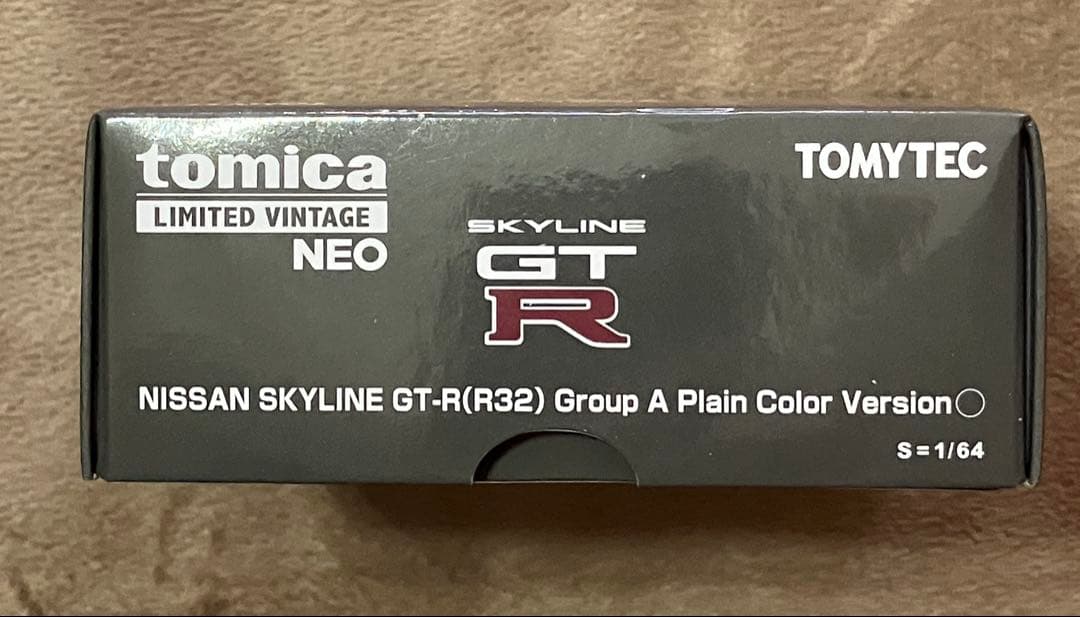 tomica
LIMITED VINTAGE
NEO
TOMYTEC
SKYLINE
GT
R
NISSAN SKYLINE GT-R(R32) Group A Plain Color Version○
S=1/64